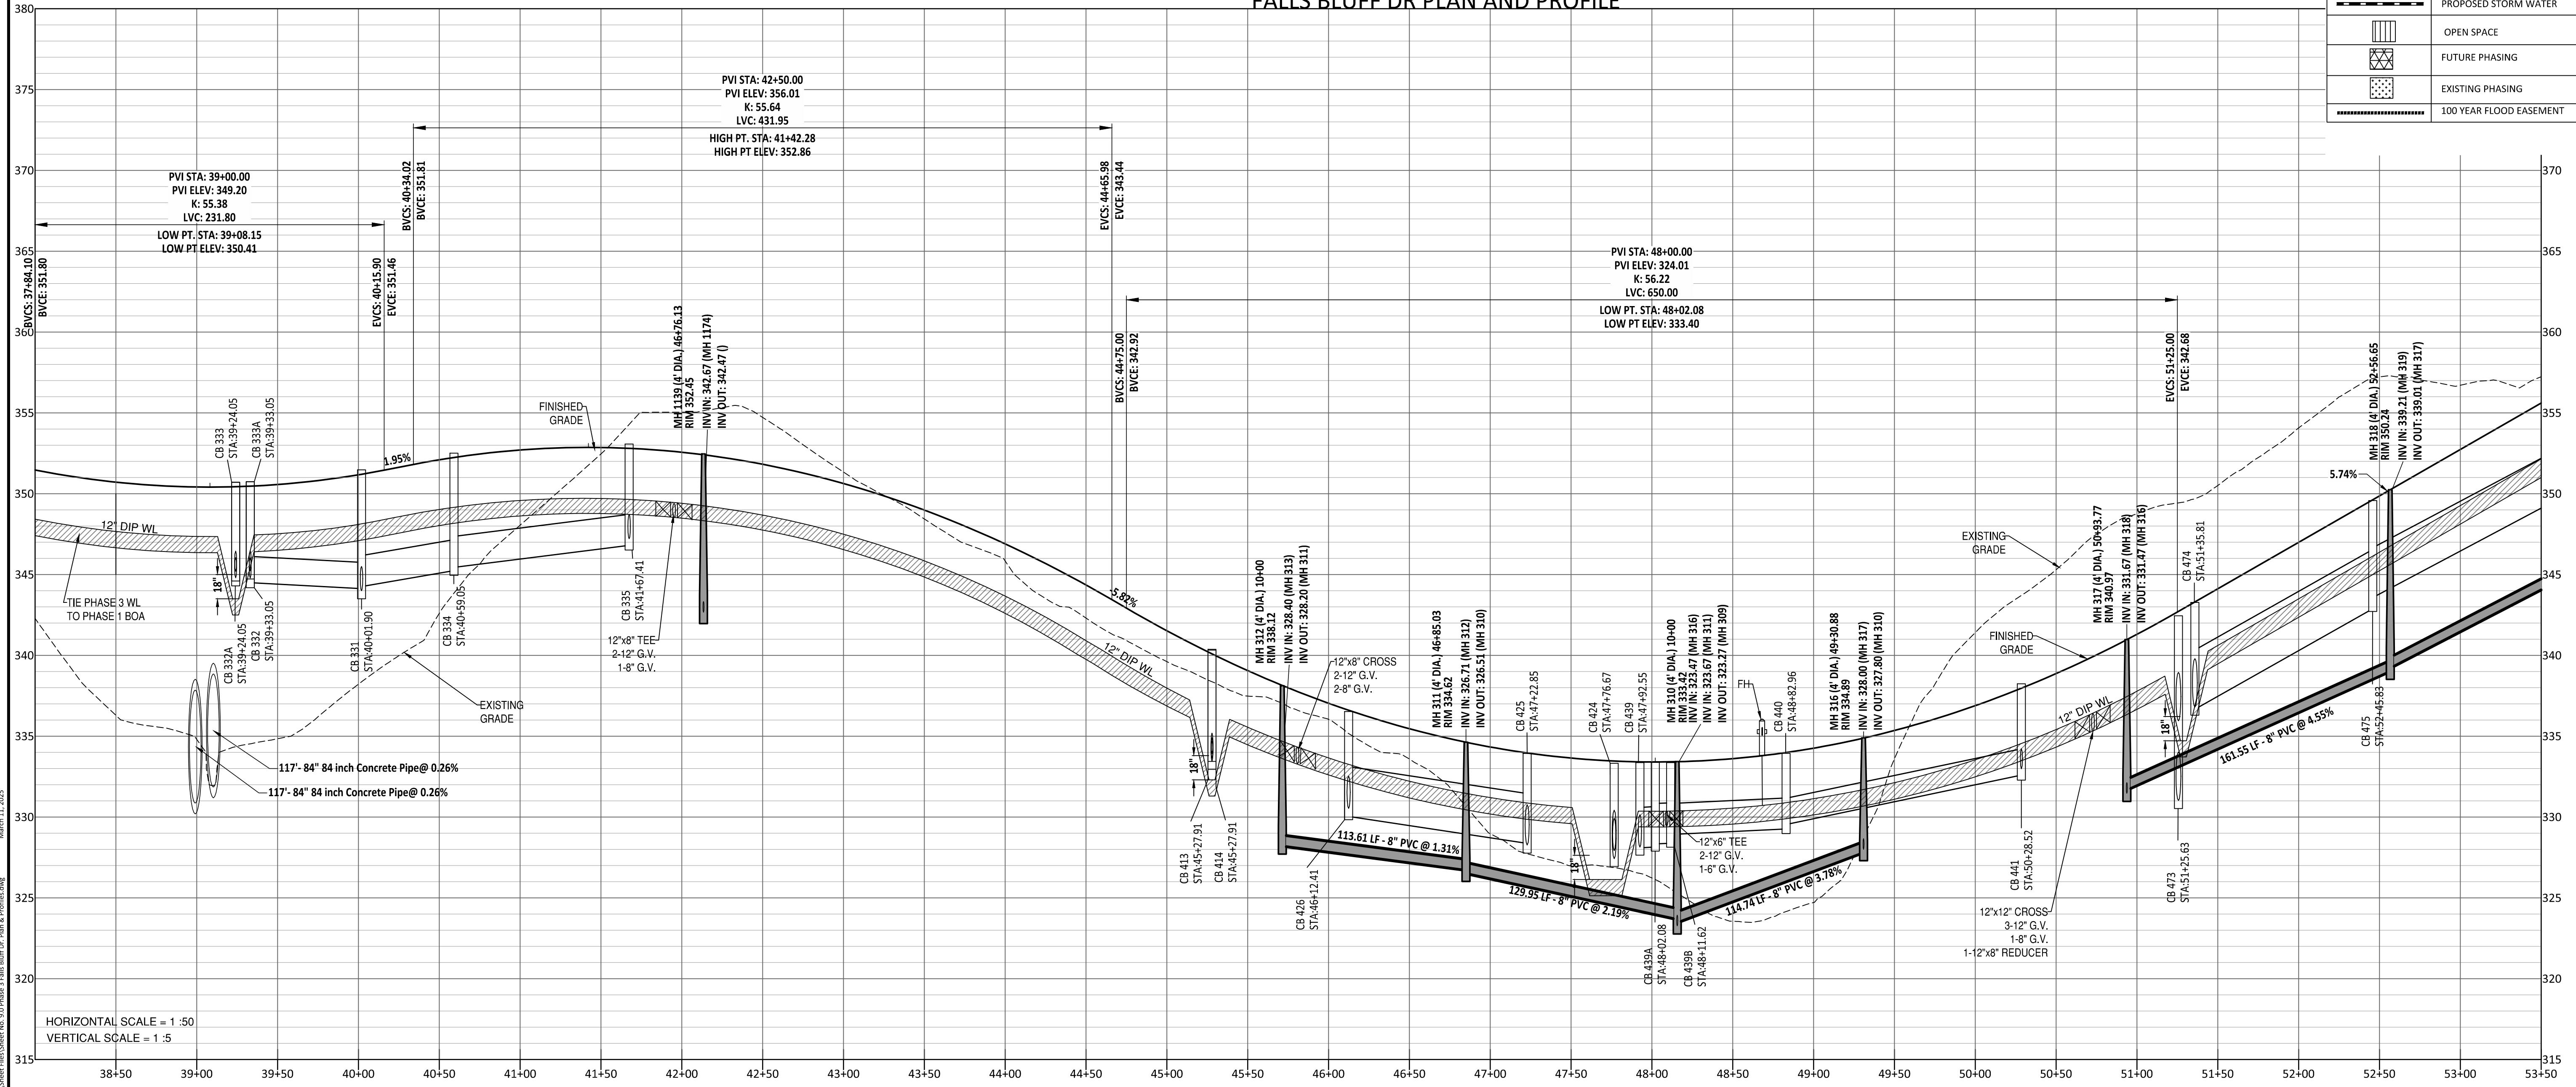 FALLS BLUFF DR PLAN AND PROFILE
PROPOSED STORM WATER
OPEN SPACE
FUTURE PHASING
EXISTING PHASING
100 YEAR FLOOD EASEMENT
380
375
370
365
360
355
350
345
340
335
330
325
320
315
370
365
360
355
350
345
340
335
330
325
320
315
PVI STA: 39+00.00
PVI ELEV: 349.20
K: 55.38
LVC: 231.80
LOW PT. STA: 39+08.15
LOW PT ELEV: 350.41
BVCS: 37+84.10
BVCE: 351.80
EVCS: 40+15.90
EVCE: 351.46
PVI STA: 42+50.00
PVI ELEV: 356.01
K: 55.64
LVC: 431.95
HIGH PT. STA: 41+42.28
HIGH PT ELEV: 352.86
BVCS: 40+34.02
BVCE: 351.81
EVCS: 44+65.98
EVCE: 343.44
PVI STA: 48+00.00
PVI ELEV: 324.01
K: 56.22
LVC: 650.00
LOW PT. STA: 48+02.08
LOW PT ELEV: 333.40
BVCS: 44+75.00
BVCE: 342.92
EVCS: 51+25.00
EVCE: 342.68
CB 333
STA:39+24.05
CB 333A
STA:39+33.05
12" DIP WL
18"
TIE PHASE 3 WL
TO PHASE 1 BOA
CB 332A
STA:39+24.05
CB 332
STA:39+33.05
1.95%
CB 331
STA:40+01.90
CB 334
STA:40+59.05
EXISTING
GRADE
117'- 84" 84 inch Concrete Pipe@ 0.26%
117'- 84" 84 inch Concrete Pipe@ 0.26%
FINISHED
GRADE
CB 335
STA:41+67.41
MH 1139 (4' DIA.) 46+76.13
RIM 352.45
INV IN: 342.67 (MH 1174)
INV OUT: 342.47 ()
12"x8" TEE
2-12" G.V.
1-8" G.V.
-5.82%
12" DIP WL
18"
CB 413
STA:45+27.91
CB 414
STA:45+27.91
MH 312 (4' DIA.) 10+00
RIM 338.12
INV IN: 328.40 (MH 313)
INV OUT: 328.20 (MH 311)
12"x8" CROSS
2-12" G.V.
2-8" G.V.
CB 426
STA:46+12.41
113.61 LF - 8" PVC @ 1.31%
MH 311 (4' DIA.) 46+85.03
RIM 334.62
INV IN: 326.71 (MH 312)
INV OUT: 326.51 (MH 310)
CB 425
STA:47+22.85
129.95 LF - 8" PVC @ 2.19%
18"
CB 424
STA:47+76.67
CB 439
STA:47+92.55
MH 310 (4' DIA.) 10+00
RIM 333.42
INV IN: 323.47 (MH 316)
INV IN: 323.67 (MH 311)
INV OUT: 323.27 (MH 309)
CB 439A
STA:48+02.08
CB 439B
STA:48+11.62
12"x6" TEE
2-12" G.V.
1-6" G.V.
FH
CB 440
STA:48+82.96
114.74 LF - 8" PVC @ 3.78%
MH 316 (4' DIA.) 49+30.88
RIM 334.89
INV IN: 328.00 (MH 317)
INV OUT: 327.80 (MH 310)
EXISTING
GRADE
FINISHED
GRADE
CB 441
STA:50+28.52
12" DIP WL
12"x12" CROSS
3-12" G.V.
1-8" G.V.
1-12"x8" REDUCER
MH 317 (4' DIA.) 50+93.77
RIM 340.97
INV IN: 331.67 (MH 318)
INV OUT: 331.47 (MH 316)
18"
CB 473
STA:51+25.63
CB 474
STA:51+35.81
161.55 LF - 8" PVC @ 4.55%
CB 475
STA:52+45.83
5.74%
MH 318 (4' DIA.) 52+56.65
RIM 350.24
INV IN: 339.21 (MH 319)
INV OUT: 339.01 (MH 317)
HORIZONTAL SCALE = 1 :50
VERTICAL SCALE = 1 :5
38+50 39+00 39+50 40+00 40+50 41+00 41+50 42+00 42+50 43+00 43+50 44+00 44+50 45+00 45+50 46+00 46+50 47+00 47+50 48+00 48+50 49+00 49+50 50+00 50+50 51+00 51+50 52+00 52+50 53+00 53+50
March 11, 2025